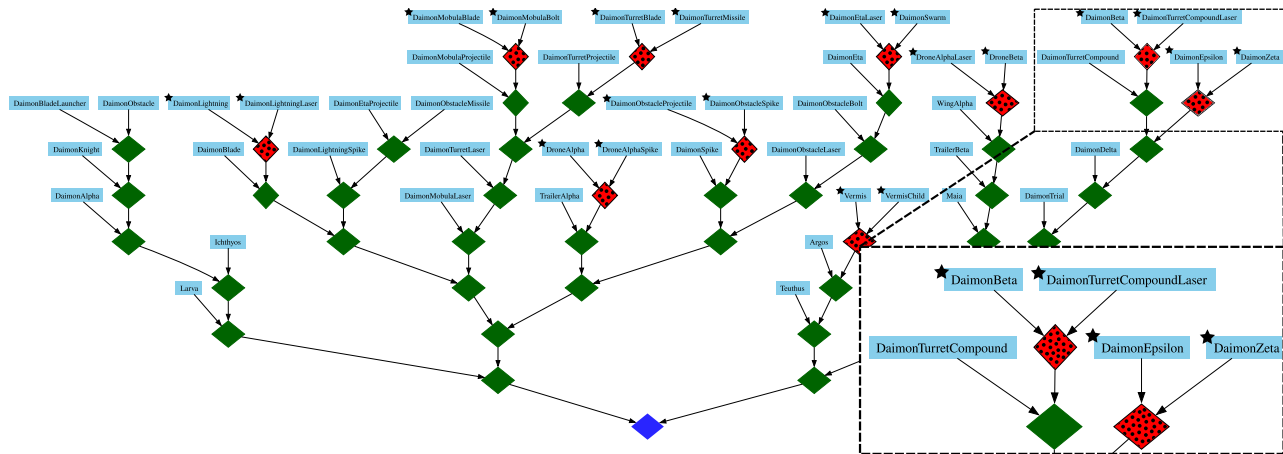 DaimonMobulaBlade DaimonMobulaBolt DaimonTurretBlade DaimonTurretMissile DaimonEtaLaser DaimonSwarm DaimonBeta DaimonTurretCompoundLaser
DaimonMobulaProjectile DaimonTurretProjectile DaimonEta DroneAlphaLaser DroneBeta DaimonTurretCompound DaimonEpsilon DaimonZeta
DaimonBladeLauncher DaimonObstacle DaimonLightning DaimonLightningLaser DaimonEtaProjectile DaimonObstacleMissile DaimonObstacleProjectile DaimonObstacleSpike DaimonObstacleBolt WingAlpha
DaimonKnight DaimonBlade DaimonLightningSpike DaimonTurretLaser DroneAlpha DroneAlphaSpike DaimonSpike DaimonObstacleLaser TrailerBeta DaimonDelta
DaimonAlpha DaimonMobulaLaser TrailerAlpha Vermis VermisChild Maia DaimonTrial
Ichthyos Argos
Larva Teuthus
DaimonBeta DaimonTurretCompoundLaser
DaimonTurretCompound DaimonEpsilon DaimonZeta